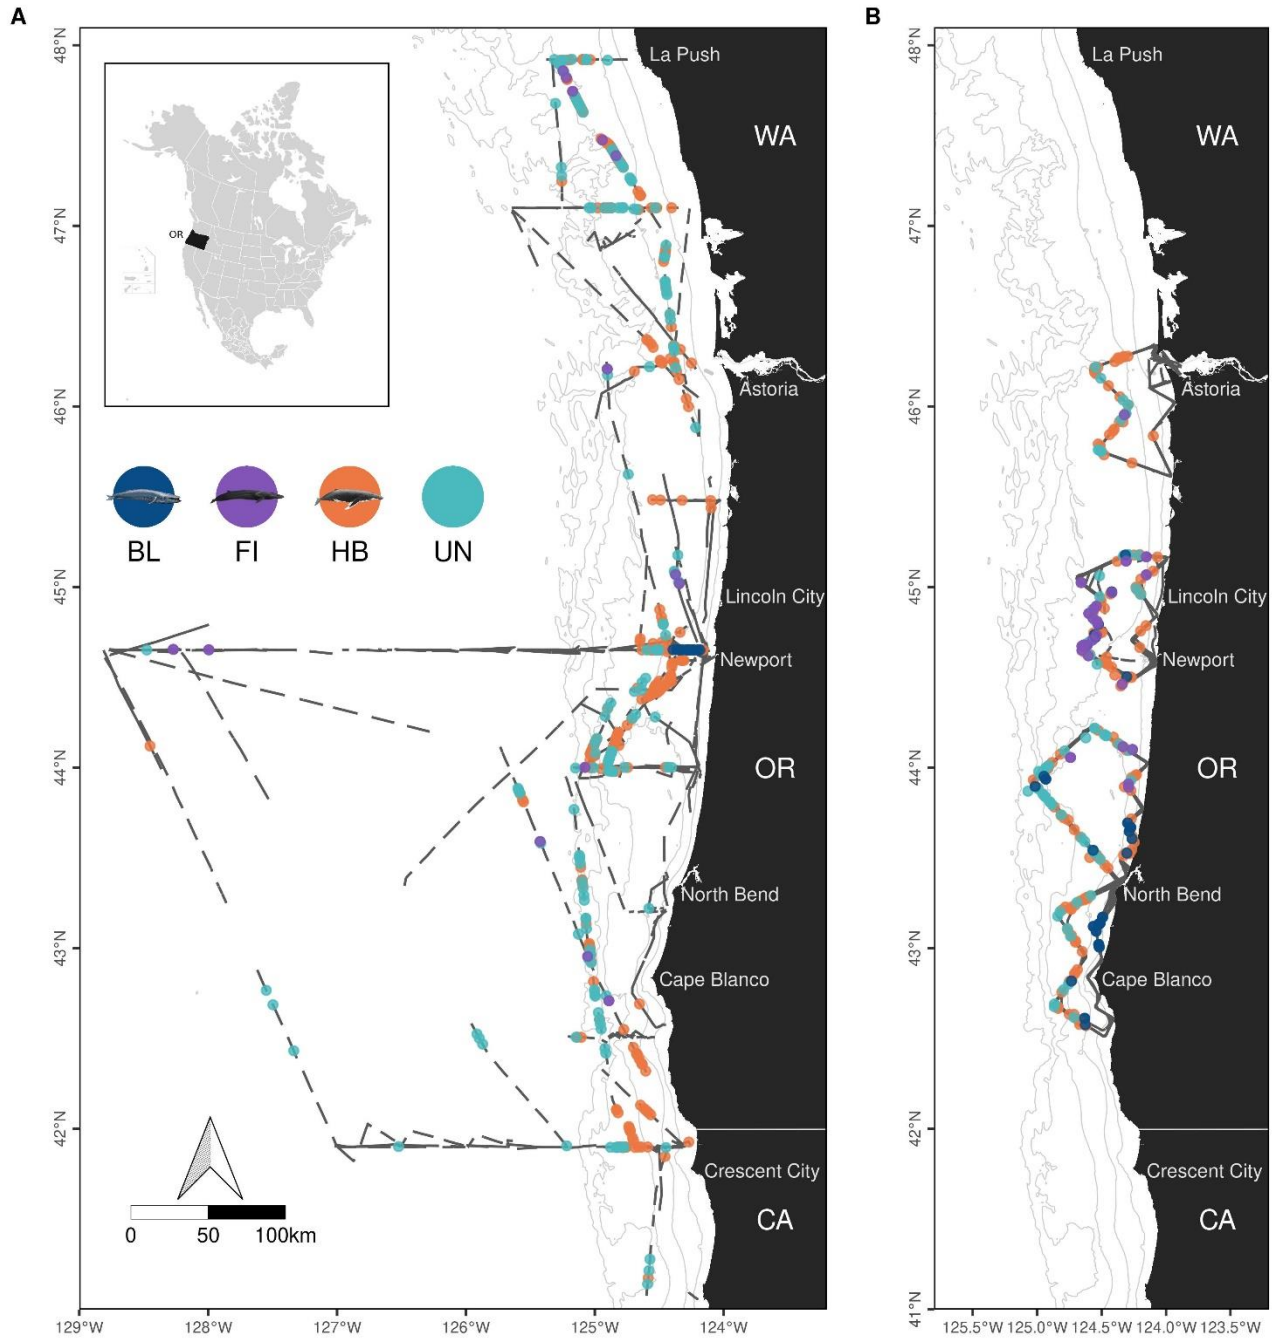 A
B
48°N
47°N
46°N
45°N
44°N
43°N
42°N
41°N
129°W
128°W
127°W
126°W
125°W
124°W
OR
BL
FI
HB
UN
0
50
100km
La Push
WA
Astoria
Lincoln City
Newport
OR
North Bend
Cape Blanco
Crescent City
CA
48°N
47°N
46°N
45°N
44°N
43°N
42°N
41°N
La Push
WA
Astoria
Lincoln City
Newport
OR
North Bend
Cape Blanco
Crescent City
CA
125.5°W
125.0°W
124.5°W
124.0°W
123.5°W